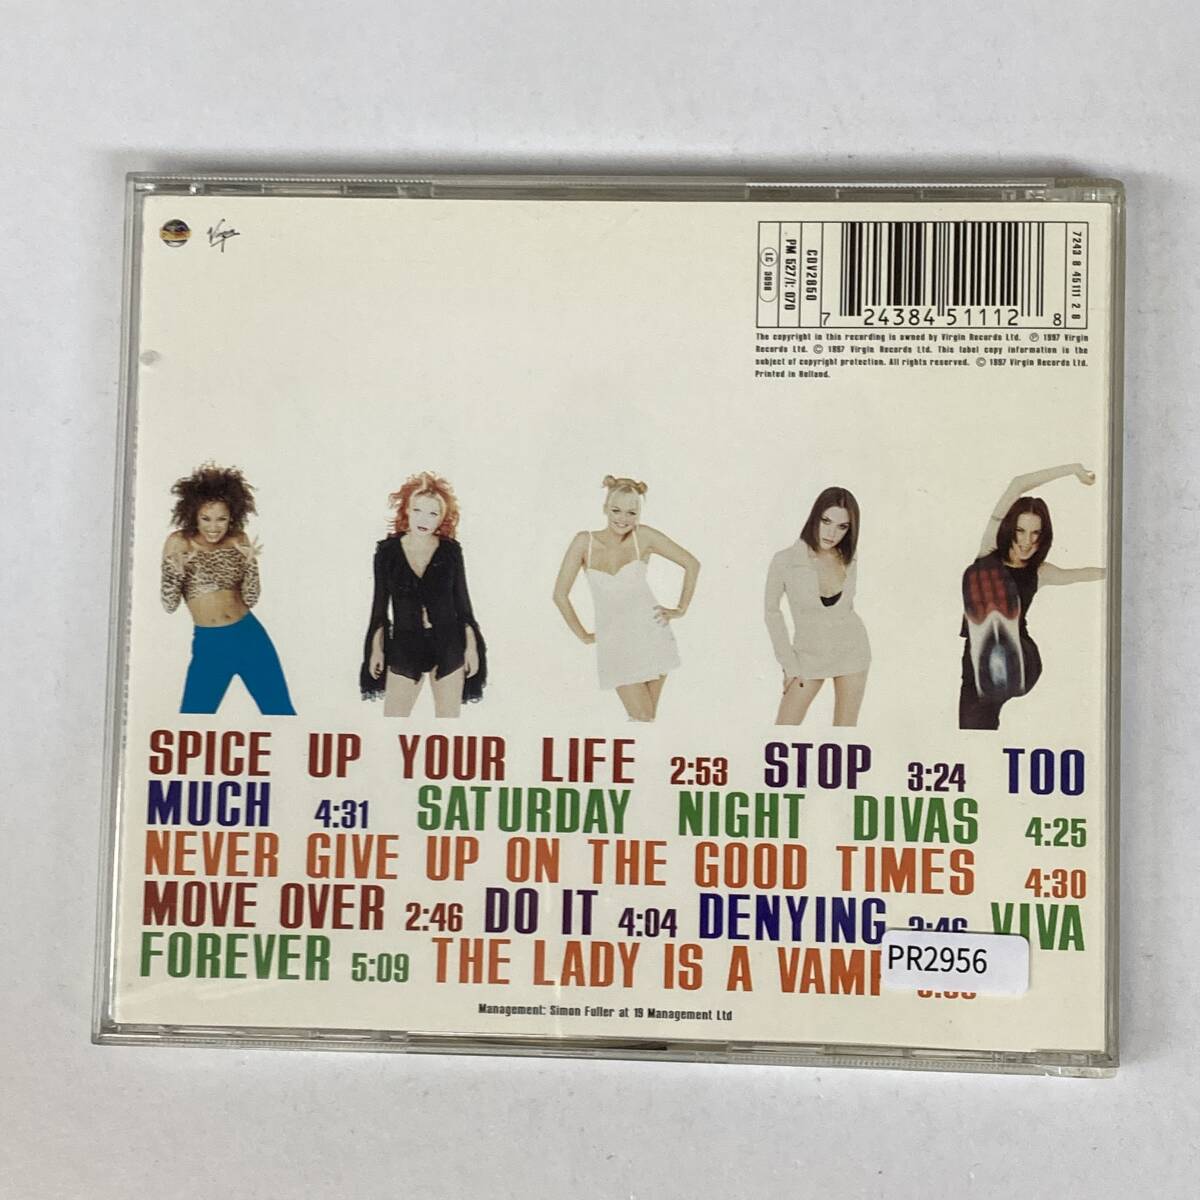 Virgin
LC 3098
PM 527/I: 070
CDV2850
7243 8 45111 2 8
7 24384 51112 8
The copyright in this recording is owned by Virgin Records Ltd. ℗ 1997 Virgin
Records Ltd. © 1997 Virgin Records Ltd. This label copy information is the
subject of copyright protection. All rights reserved. © 1997 Virgin Records Ltd.
Printed in Holland.
SPICE UP YOUR LIFE 2:53 STOP 3:24 TOO
MUCH 4:31 SATURDAY NIGHT DIVAS 4:25
NEVER GIVE UP ON THE GOOD TIMES 4:30
MOVE OVER 2:46 DO IT 4:04 DENYING 3:46 VIVA
FOREVER 5:09 THE LADY IS A VAMP
PR2956
Management: Simon Fuller at 19 Management Ltd